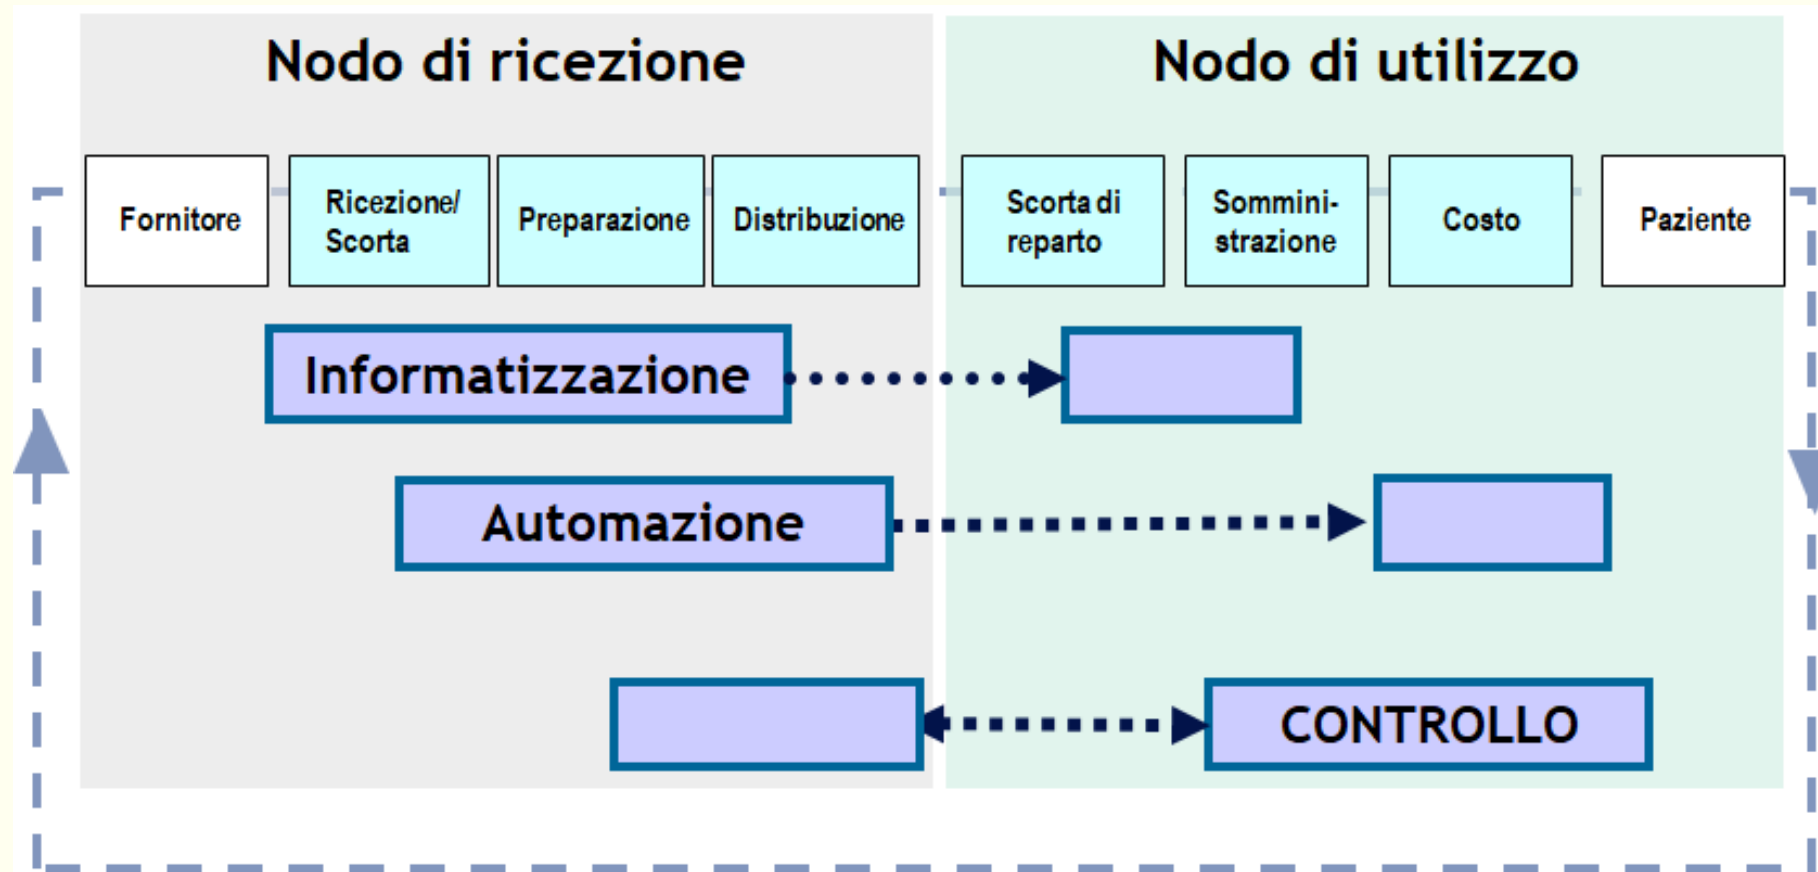 Nodo di ricezione
Nodo di utilizzo
Fornitore
Ricezione/
Scorta
Preparazione
Distribuzione
Scorta di
reparto
Sommini-
strazione
Costo
Paziente
Informatizzazione
Automazione
CONTROLLO